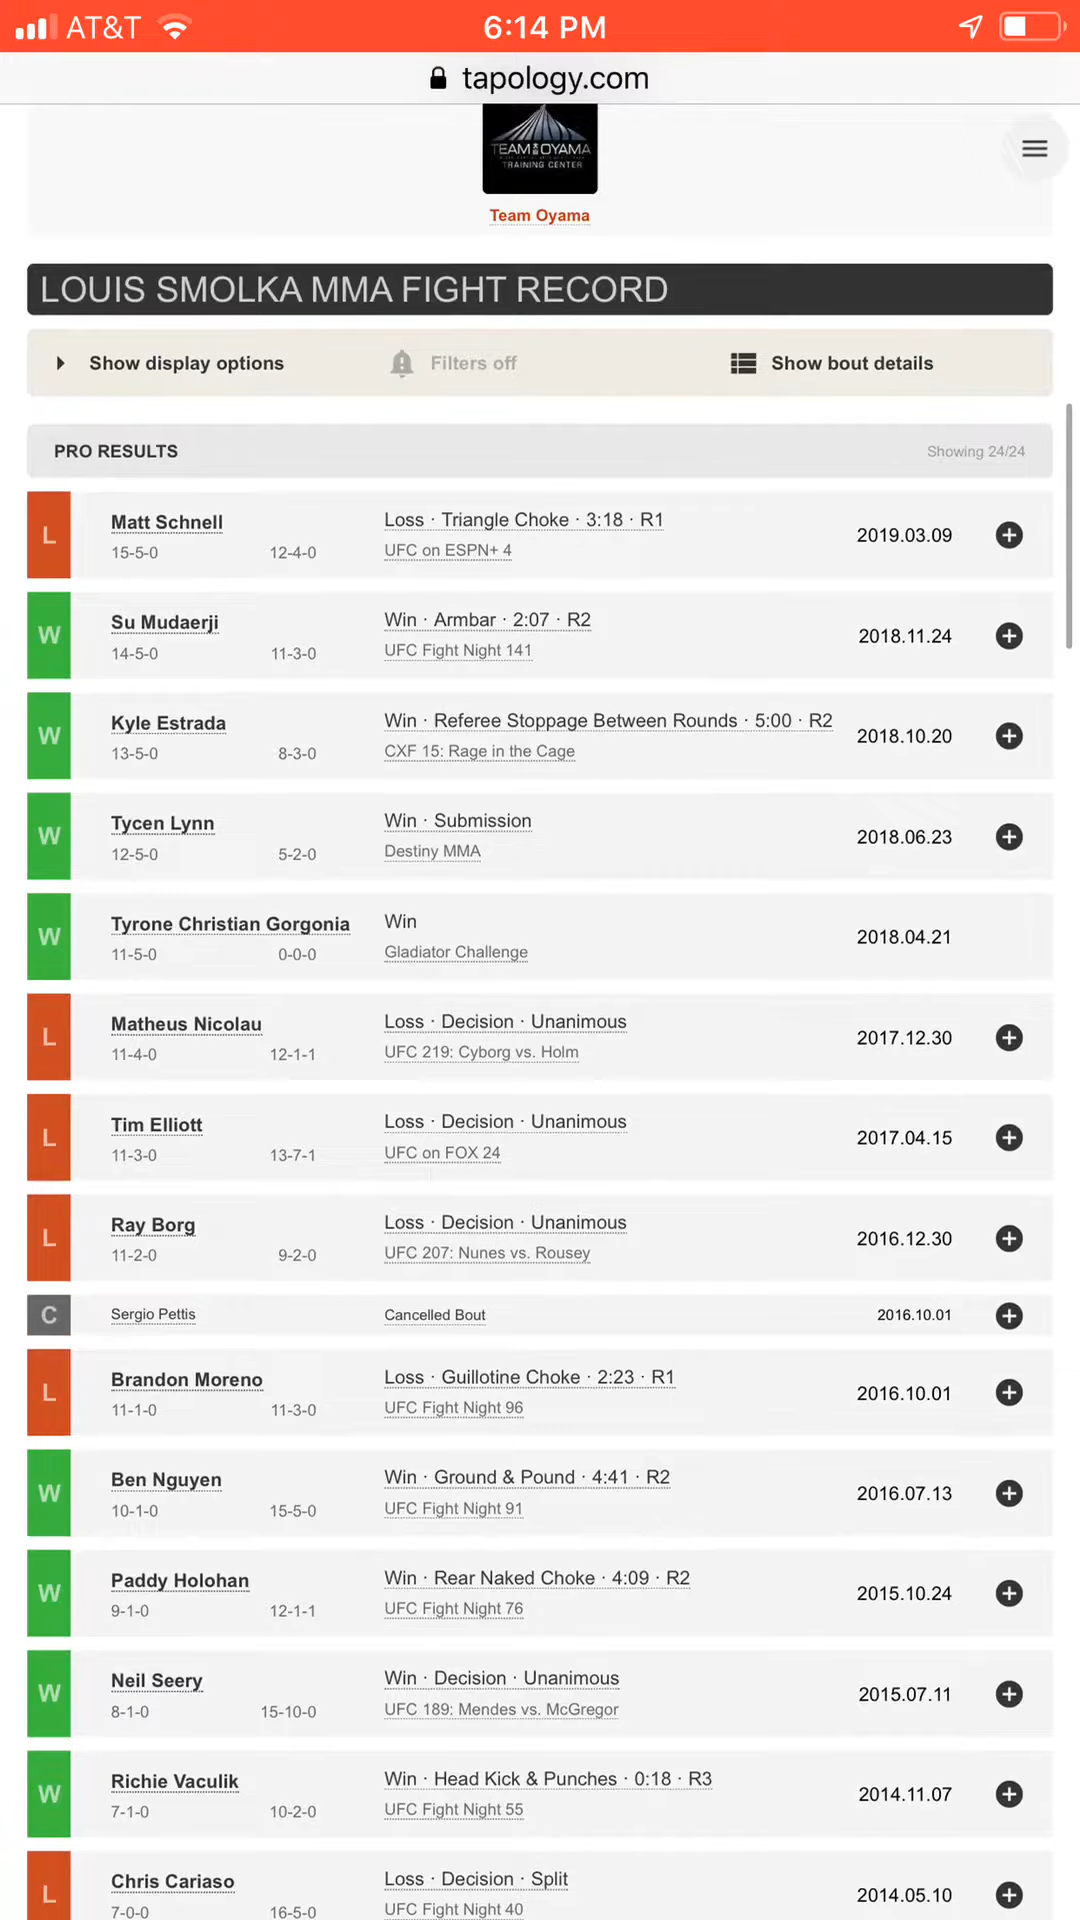 AT&T 6:14 PM
tapology.com
TEAM OYAMA
TRAINING CENTER
Team Oyama
LOUIS SMOLKA MMA FIGHT RECORD
Show display options Filters off Show bout details
PRO RESULTS Showing 24/24
L Matt Schnell Loss · Triangle Choke · 3:18 · R1 2019.03.09
15-5-0 12-4-0 UFC on ESPN+ 4
W Su Mudaerji Win · Armbar · 2:07 · R2 2018.11.24
14-5-0 11-3-0 UFC Fight Night 141
W Kyle Estrada Win · Referee Stoppage Between Rounds · 5:00 · R2 2018.10.20
13-5-0 8-3-0 CXF 15: Rage in the Cage
W Tycen Lynn Win · Submission 2018.06.23
12-5-0 5-2-0 Destiny MMA
W Tyrone Christian Gorgonia Win 2018.04.21
11-5-0 0-0-0 Gladiator Challenge
L Matheus Nicolau Loss · Decision · Unanimous 2017.12.30
11-4-0 12-1-1 UFC 219: Cyborg vs. Holm
L Tim Elliott Loss · Decision · Unanimous 2017.04.15
11-3-0 13-7-1 UFC on FOX 24
L Ray Borg Loss · Decision · Unanimous 2016.12.30
11-2-0 9-2-0 UFC 207: Nunes vs. Rousey
C Sergio Pettis Cancelled Bout 2016.10.01
L Brandon Moreno Loss · Guillotine Choke · 2:23 · R1 2016.10.01
11-1-0 11-3-0 UFC Fight Night 96
W Ben Nguyen Win · Ground & Pound · 4:41 · R2 2016.07.13
10-1-0 15-5-0 UFC Fight Night 91
W Paddy Holohan Win · Rear Naked Choke · 4:09 · R2 2015.10.24
9-1-0 12-1-1 UFC Fight Night 76
W Neil Seery Win · Decision · Unanimous 2015.07.11
8-1-0 15-10-0 UFC 189: Mendes vs. McGregor
W Richie Vaculik Win · Head Kick & Punches · 0:18 · R3 2014.11.07
7-1-0 10-2-0 UFC Fight Night 55
L Chris Cariaso Loss · Decision · Split 2014.05.10
7-0-0 16-5-0 UFC Fight Night 40